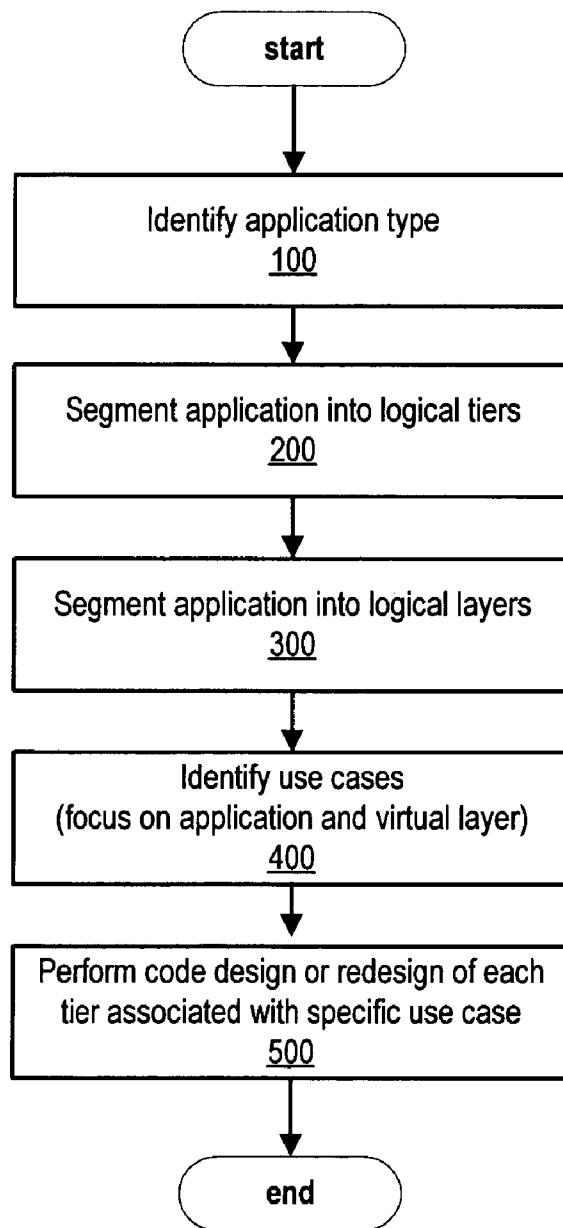 start
Identify application type
100
Segment application into logical tiers
200
Segment application into logical layers
300
Identify use cases
(focus on application and virtual layer)
400
Perform code design or redesign of each
tier associated with specific use case
500
end